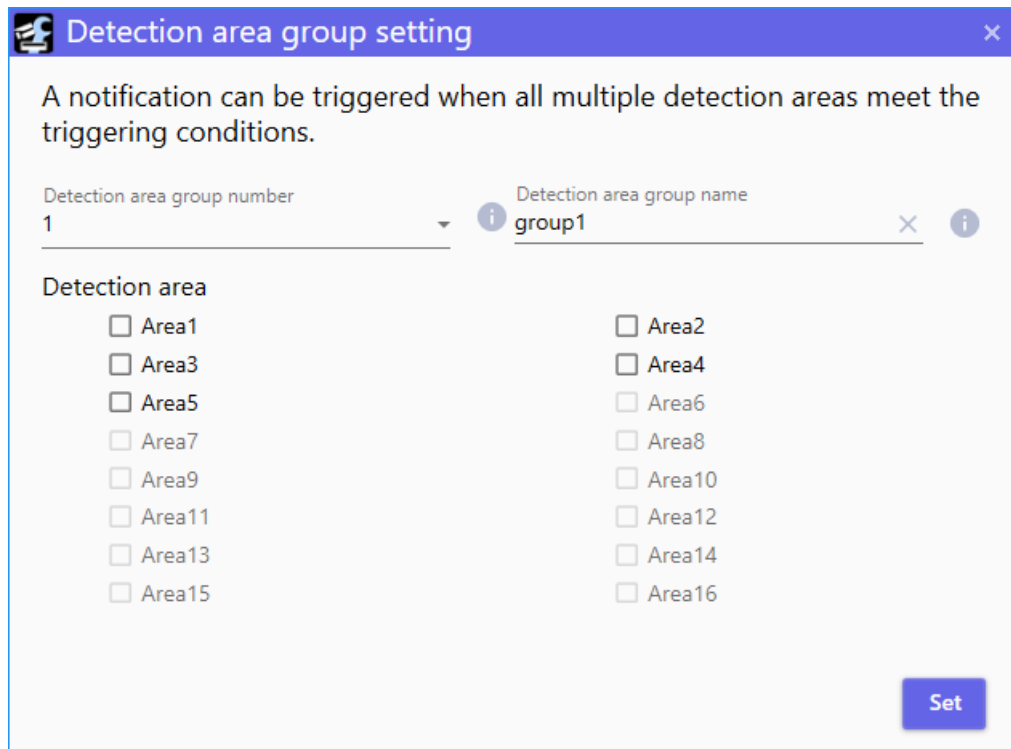 Detection area group setting
A notification can be triggered when all multiple detection areas meet the
triggering conditions.
Detection area group number
1
Detection area group name
group1
Detection area
Area1
Area2
Area3
Area4
Area5
Area6
Area7
Area8
Area9
Area10
Area11
Area12
Area13
Area14
Area15
Area16
Set